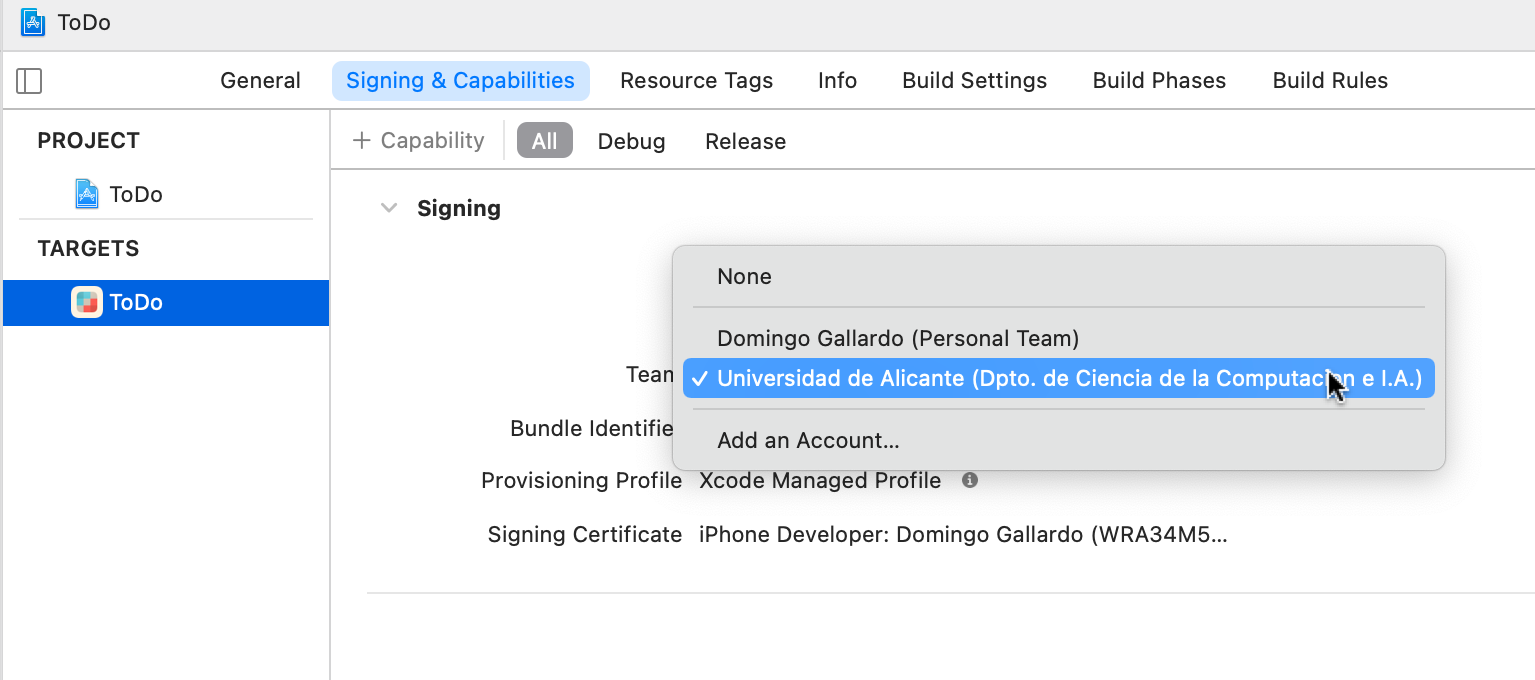 ToDo
General Signing & Capabilities Resource Tags Info Build Settings Build Phases Build Rules
PROJECT
ToDo
TARGETS
ToDo
+ Capability All Debug Release
Signing
None
Domingo Gallardo (Personal Team)
Team
✓ Universidad de Alicante (Dpto. de Ciencia de la Computacion e I.A.)
Bundle Identifie
Add an Account...
Provisioning Profile Xcode Managed Profile
Signing Certificate iPhone Developer: Domingo Gallardo (WRA34M5...